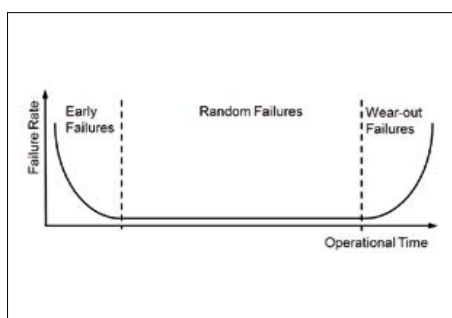 Early
Failures
Random Failures
Wear-out
Failures
Failure Rate
Operational Time